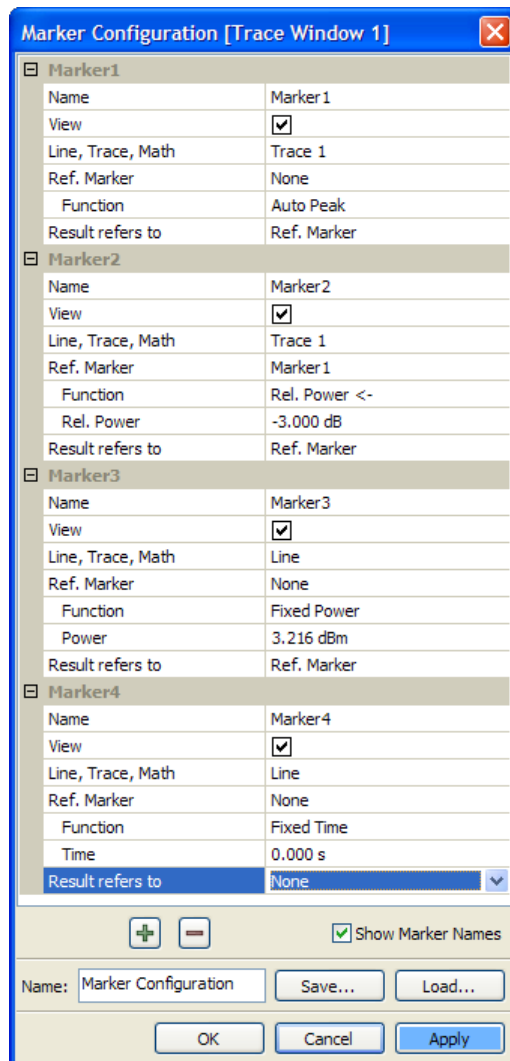 Marker Configuration [Trace Window 1]
Marker1
Name Marker1
View
Line, Trace, Math Trace 1
Ref. Marker None
Function Auto Peak
Result refers to Ref. Marker
Marker2
Name Marker2
View
Line, Trace, Math Trace 1
Ref. Marker Marker1
Function Rel. Power <-
Rel. Power -3.000 dB
Result refers to Ref. Marker
Marker3
Name Marker3
View
Line, Trace, Math Line
Ref. Marker None
Function Fixed Power
Power 3.216 dBm
Result refers to Ref. Marker
Marker4
Name Marker4
View
Line, Trace, Math Line
Ref. Marker None
Function Fixed Time
Time 0.000 s
Result refers to None
Show Marker Names
Name: Marker Configuration Save... Load...
OK Cancel Apply